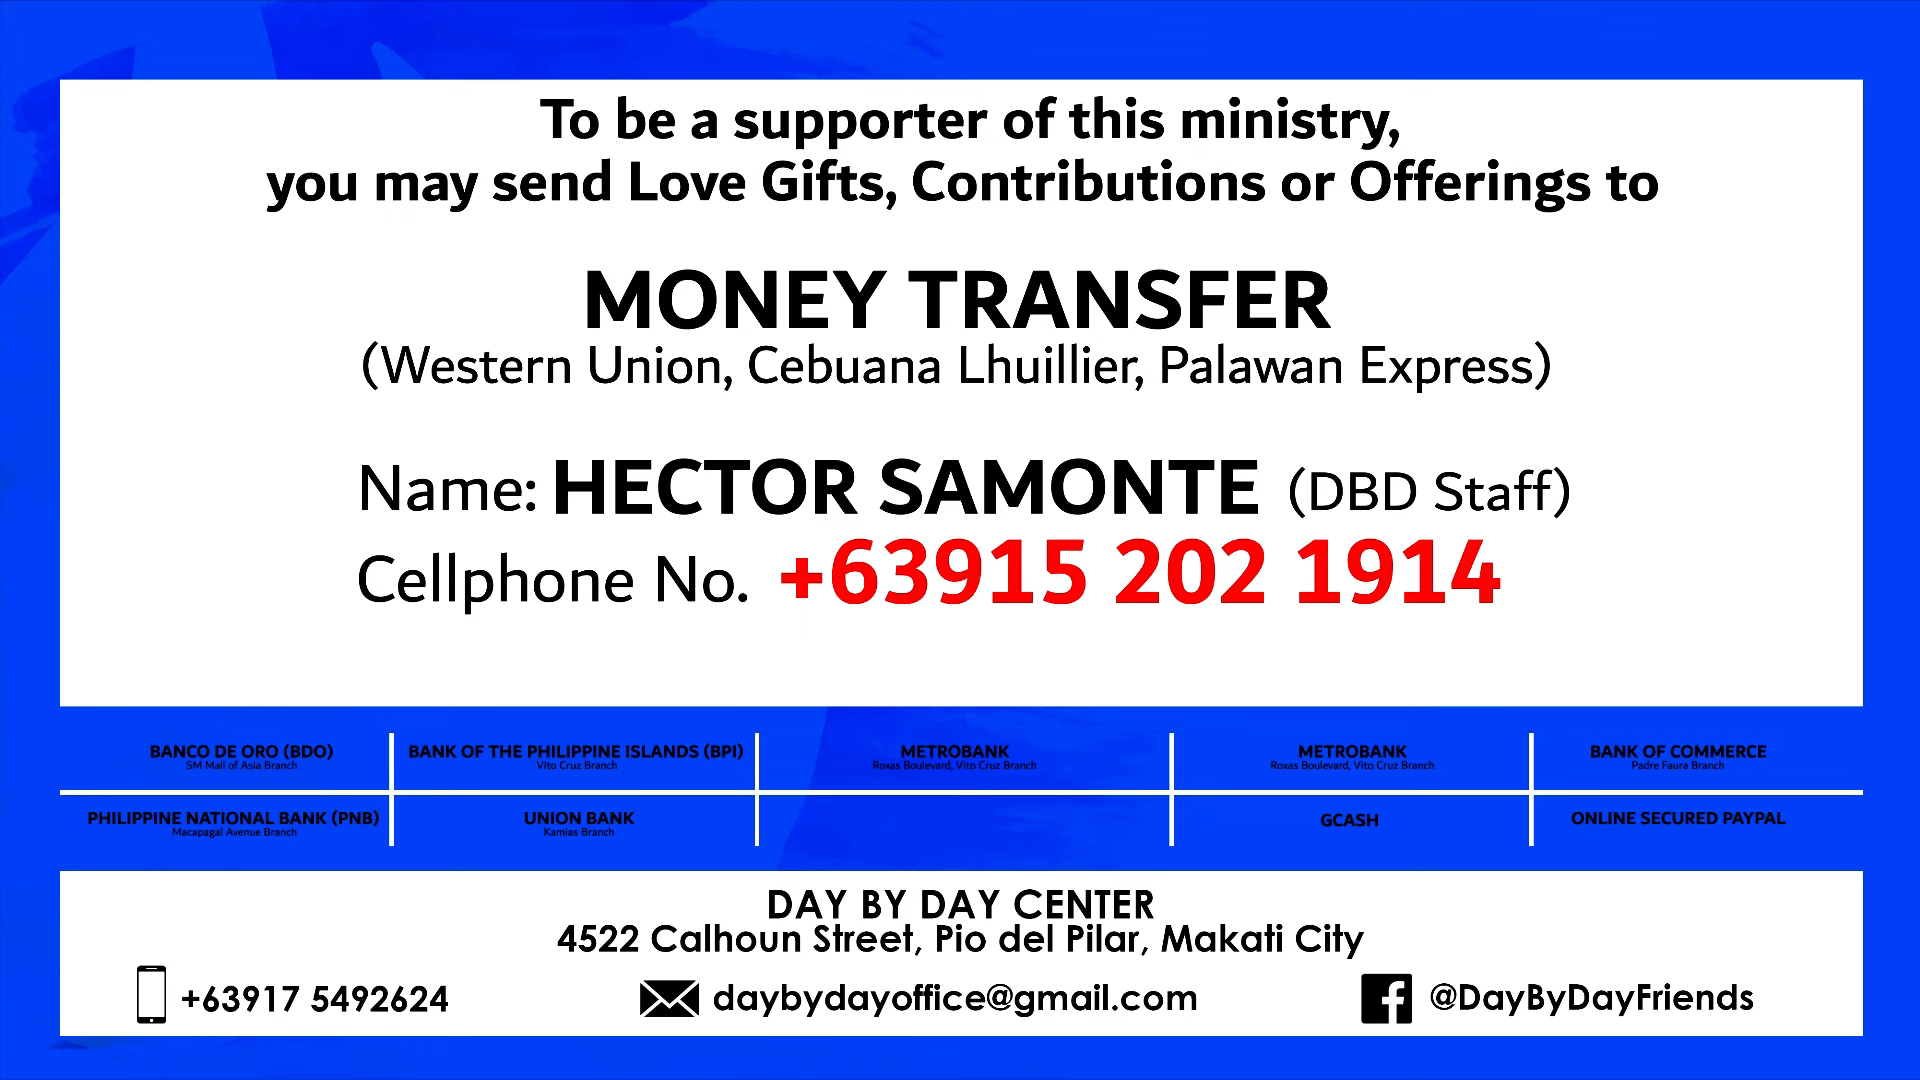 To be a supporter of this ministry,
you may send Love Gifts, Contributions or Offerings to
MONEY TRANSFER
(Western Union, Cebuana Lhuillier, Palawan Express)
Name: HECTOR SAMONTE (DBD Staff)
Cellphone No. +63915 202 1914
BANCO DE ORO (BDO)
SM Mall of Asia Branch
BANK OF THE PHILIPPINE ISLANDS (BPI)
Vito Cruz Branch
METROBANK
Roxas Boulevard, Vito Cruz Branch
METROBANK
Roxas Boulevard, Vito Cruz Branch
BANK OF COMMERCE
Padre Faura Branch
PHILIPPINE NATIONAL BANK (PNB)
Macapagal Avenue Branch
UNION BANK
Kamias Branch
GCASH
ONLINE SECURED PAYPAL
DAY BY DAY CENTER
4522 Calhoun Street, Pio del Pilar, Makati City
+63917 5492624
daybydayoffice@gmail.com
@DayByDayFriends